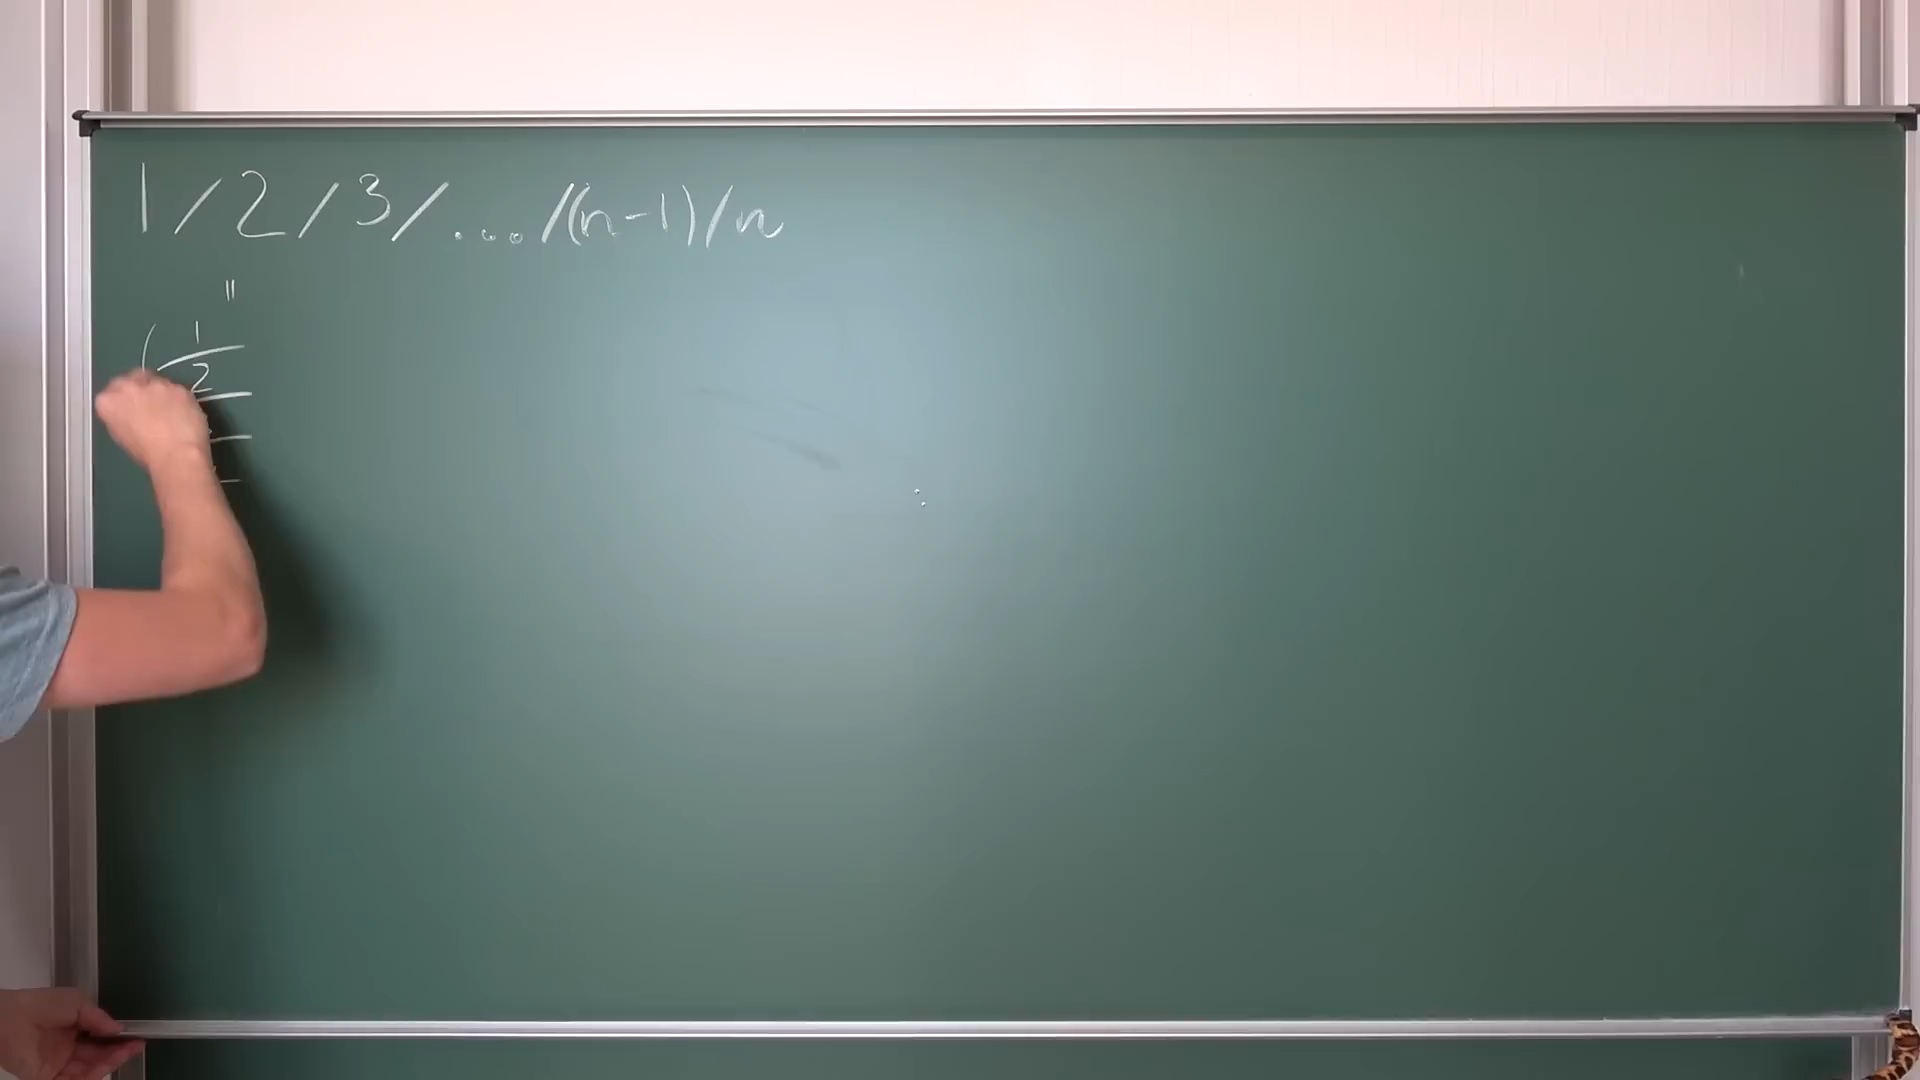 1/2/3/.../(n-1)/n
"
( 1
2